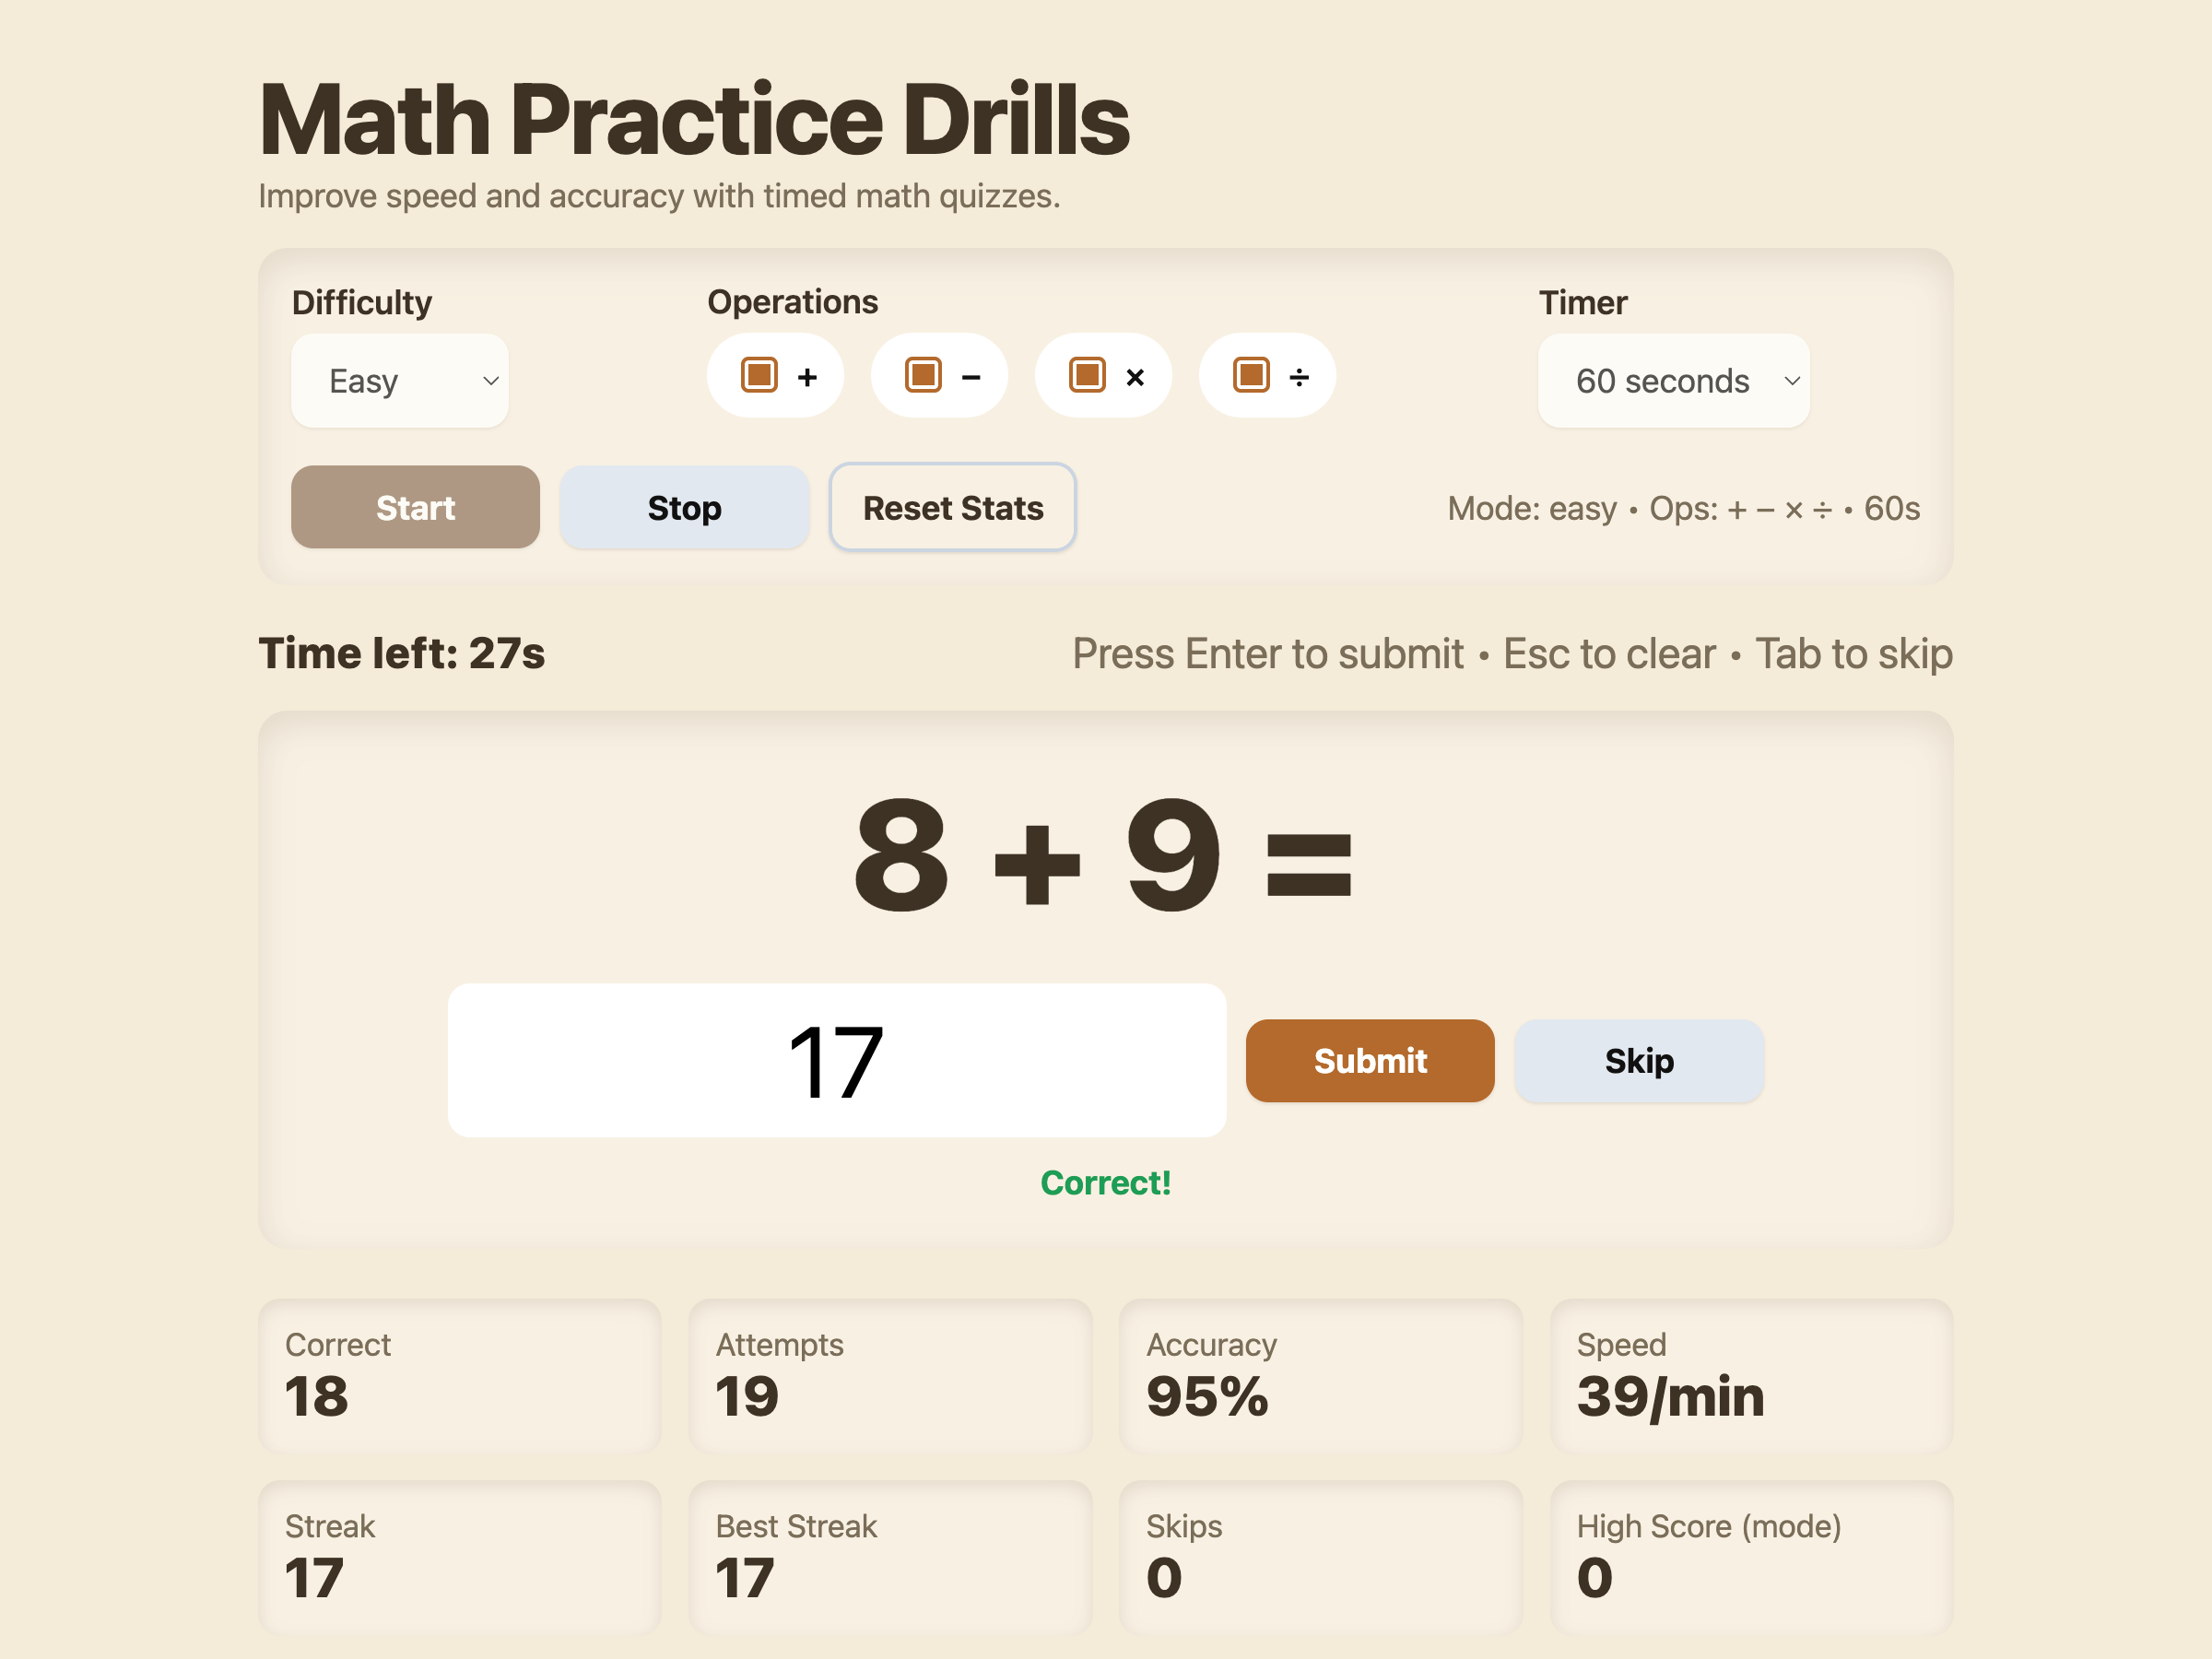 Math Practice Drills
Improve speed and accuracy with timed math quizzes.
Difficulty Operations Timer
Easy + − × ÷ 60 seconds
Start Stop Reset Stats Mode: easy • Ops: + − × ÷ • 60s
Time left: 27s Press Enter to submit • Esc to clear • Tab to skip
8 + 9 =
17 Submit Skip
Correct!
Correct Attempts Accuracy Speed
18 19 95% 39/min
Streak Best Streak Skips High Score (mode)
17 17 0 0